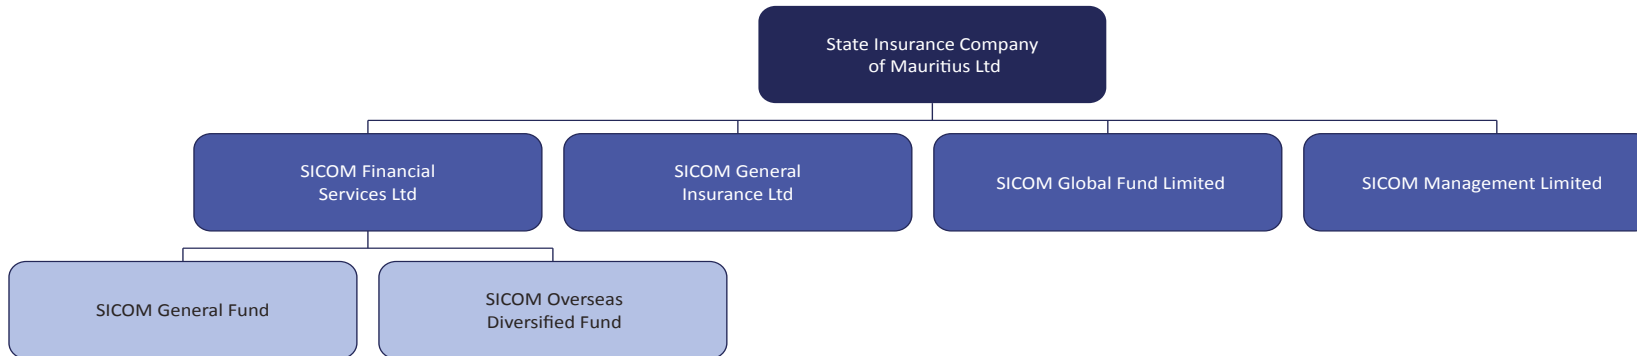 State Insurance Company
of Mauritius Ltd
SICOM Financial
Services Ltd
SICOM General
Insurance Ltd
SICOM Global Fund Limited
SICOM Management Limited
SICOM General Fund
SICOM Overseas
Diversified Fund